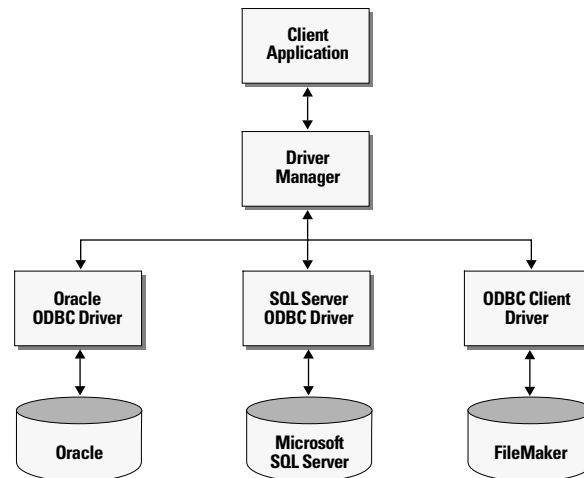 Client
Application
Driver
Manager
Oracle
ODBC Driver
SQL Server
ODBC Driver
ODBC Client
Driver
Oracle
Microsoft
SQL Server
FileMaker